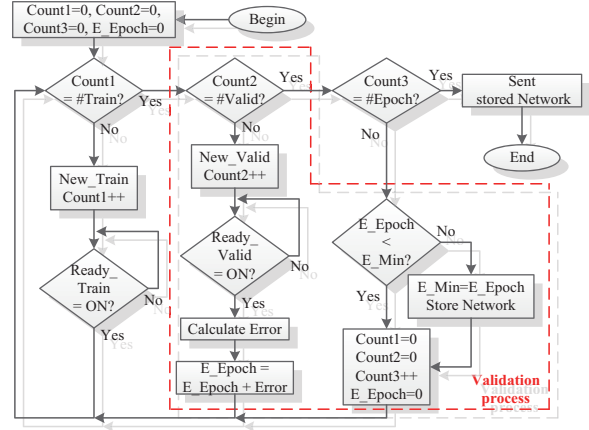 Count1=0, Count2=0,
Count3=0, E_Epoch=0
Begin
Count1
= #Train?
Yes
No
Count2
= #Valid?
Yes
No
Count3
= #Epoch?
Yes
No
Sent
stored Network
End
New_Train
Count1++
New_Valid
Count2++
Ready_
Train
= ON?
No
Yes
Ready_
Valid
= ON?
No
Yes
E_Epoch
<
E_Min?
No
Yes
E_Min=E_Epoch
Store Network
Calculate Error
E_Epoch =
E_Epoch + Error
Count1=0
Count2=0
Count3++
E_Epoch=0
Validation
process